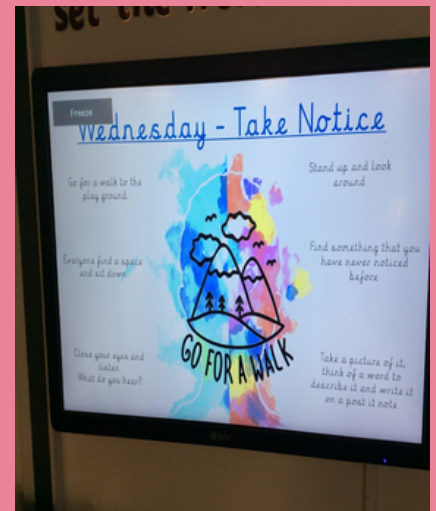 set the
Freeze
Wednesday - Take Notice
Go for a walk to the
play ground
Everyone find a space
and sit down
Close your eyes and
listen
What do you hear?
GO FOR A WALK
Stand up and look
around
Find something that you
have never noticed
before
Take a picture of it,
think of a word to
describe it and write it
on a post it note